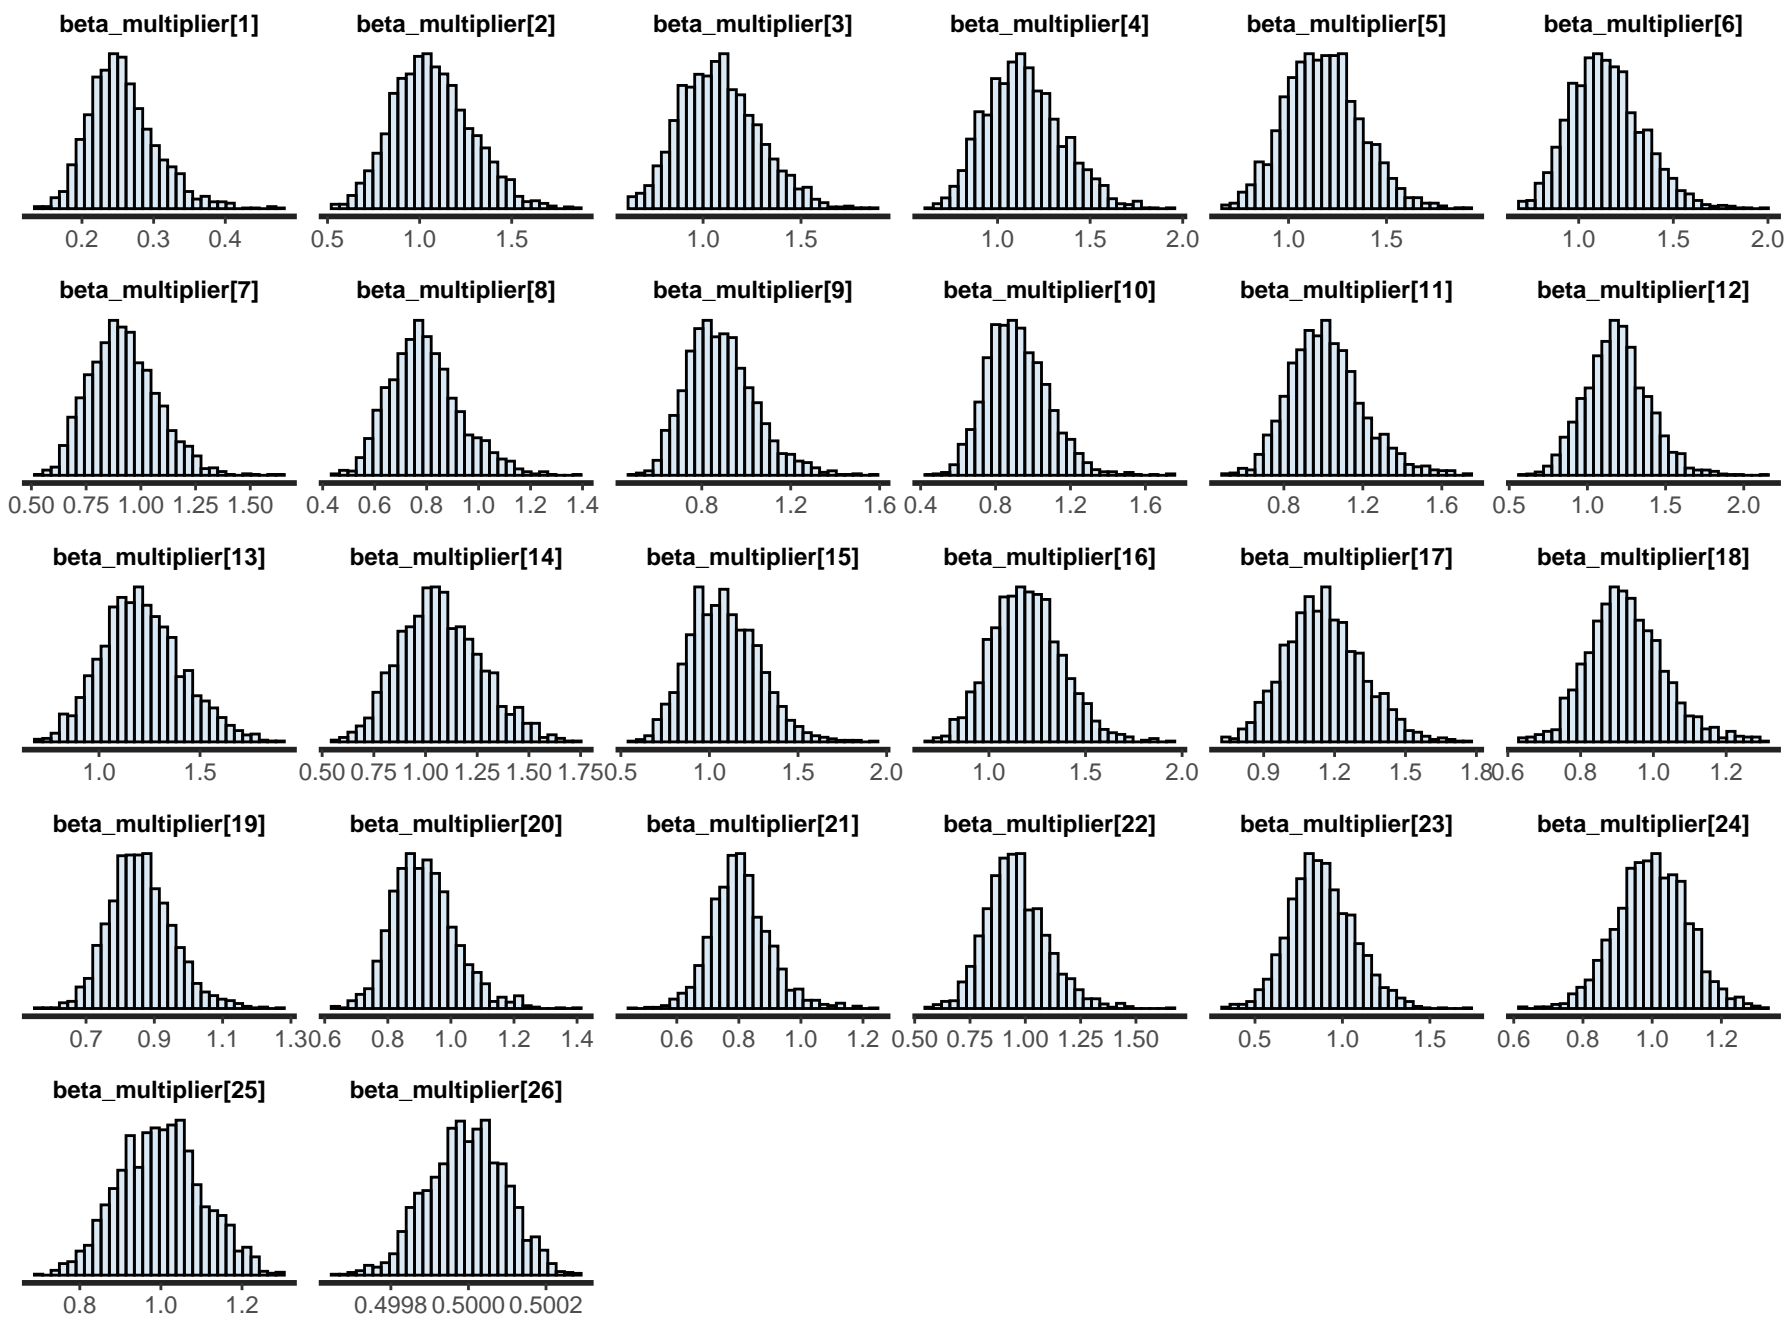 beta_multiplier[1] beta_multiplier[2] beta_multiplier[3] beta_multiplier[4] beta_multiplier[5] beta_multiplier[6]
0.2 0.3 0.4 0.5 1.0 1.5 1.0 1.5 1.0 1.5 2.0 1.0 1.5 1.0 1.5 2.0
beta_multiplier[7] beta_multiplier[8] beta_multiplier[9] beta_multiplier[10] beta_multiplier[11] beta_multiplier[12]
0.50 0.75 1.00 1.25 1.50 0.4 0.6 0.8 1.0 1.2 1.4 0.8 1.2 1.6 0.4 0.8 1.2 1.6 0.8 1.2 1.6 0.5 1.0 1.5 2.0
beta_multiplier[13] beta_multiplier[14] beta_multiplier[15] beta_multiplier[16] beta_multiplier[17] beta_multiplier[18]
1.0 1.5 0.50 0.75 1.00 1.25 1.50 1.75 0.5 1.0 1.5 2.0 1.0 1.5 2.0 0.9 1.2 1.5 1.8 0.6 0.8 1.0 1.2
beta_multiplier[19] beta_multiplier[20] beta_multiplier[21] beta_multiplier[22] beta_multiplier[23] beta_multiplier[24]
0.7 0.9 1.1 1.3 0.6 0.8 1.0 1.2 1.4 0.6 0.8 1.0 1.2 0.50 0.75 1.00 1.25 1.50 0.5 1.0 1.5 0.6 0.8 1.0 1.2
beta_multiplier[25] beta_multiplier[26]
0.8 1.0 1.2 0.4998 0.5000 0.5002